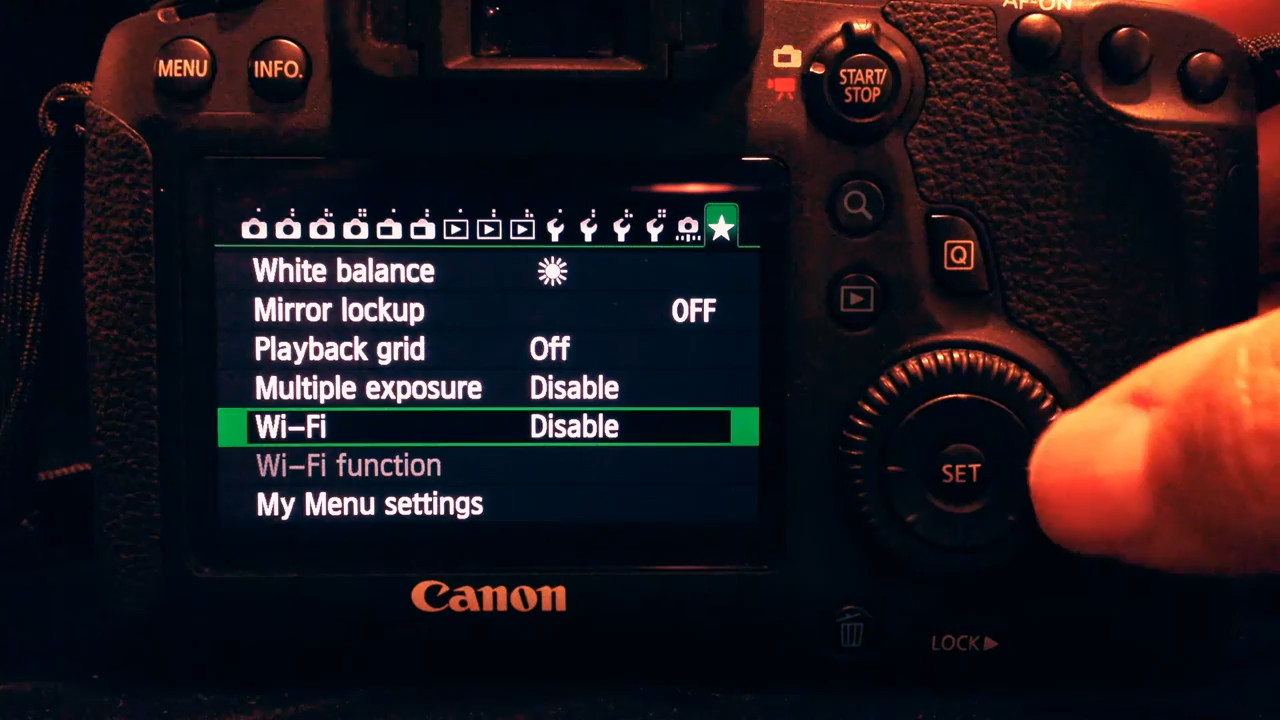 AF-ON
MENU
INFO.
START/
STOP
Q
White balance
Mirror lockup OFF
Playback grid Off
Multiple exposure Disable
Wi-Fi Disable
Wi-Fi function
My Menu settings
SET
Canon
LOCK